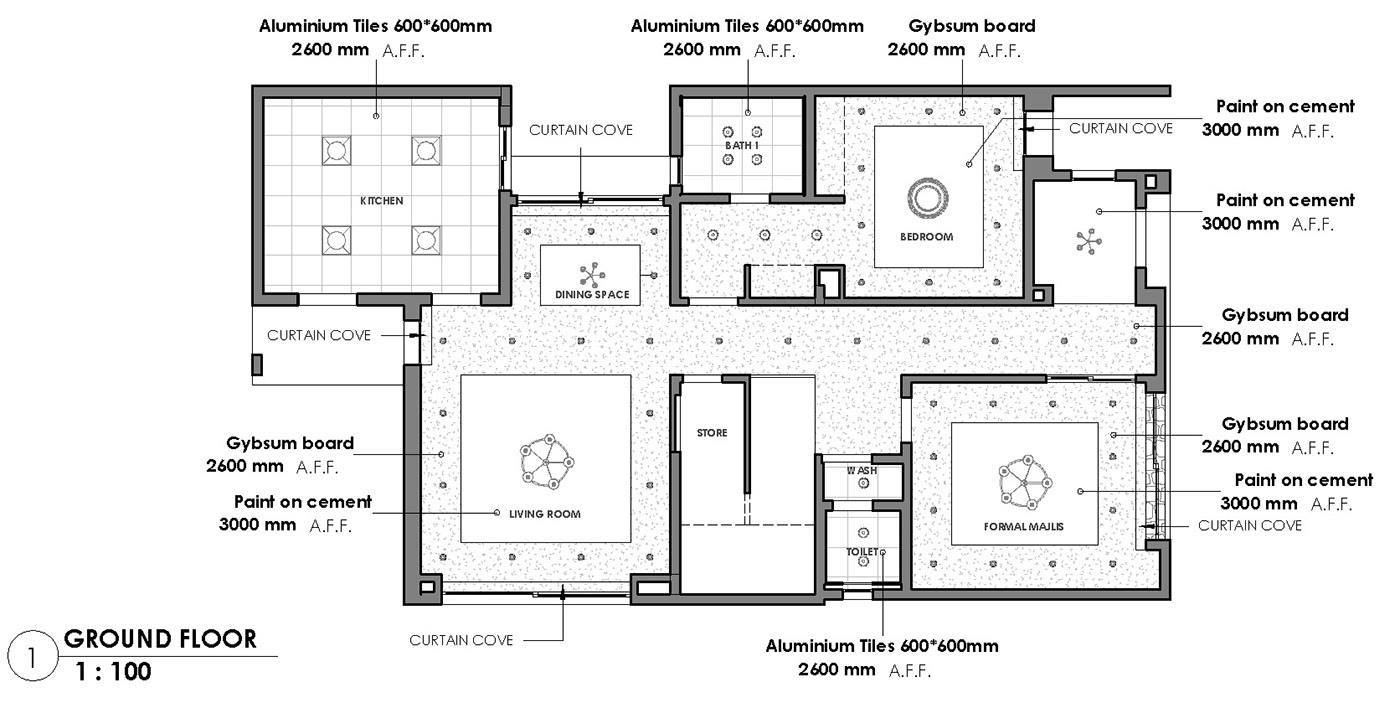 Aluminium Tiles 600*600mm
2600 mm A.F.F.
Aluminium Tiles 600*600mm
2600 mm A.F.F.
Gybsum board
2600 mm A.F.F.
Paint on cement
3000 mm A.F.F.
CURTAIN COVE
CURTAIN COVE
BATH 1
KITCHEN
Paint on cement
3000 mm A.F.F.
BEDROOM
DINING SPACE
Gybsum board
2600 mm A.F.F.
CURTAIN COVE
STORE
Gybsum board
2600 mm A.F.F.
Gybsum board
2600 mm A.F.F.
WASH
Paint on cement
3000 mm A.F.F.
Paint on cement
3000 mm A.F.F.
LIVING ROOM
FORMAL MAJLIS
CURTAIN COVE
TOILET
CURTAIN COVE
Aluminium Tiles 600*600mm
2600 mm A.F.F.
1
GROUND FLOOR
1 : 100